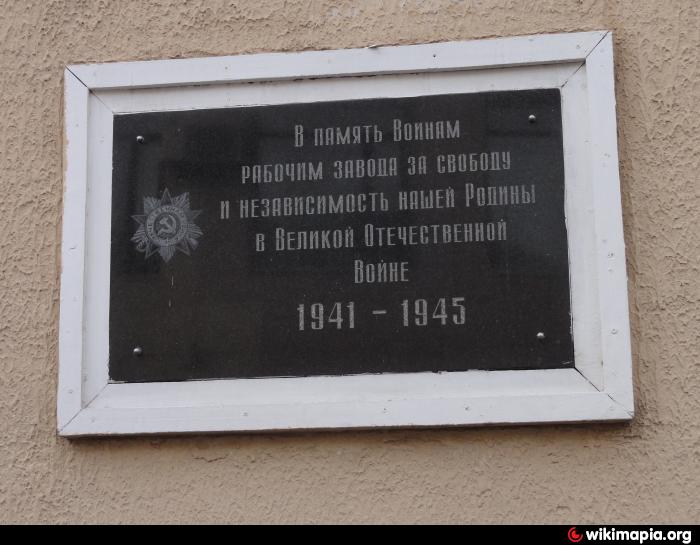 В память Воинам
рабочим завода за свободу
и независимость нашей Родины
в Великой Отечественной
Войне
1941 – 1945
wikimapia.org